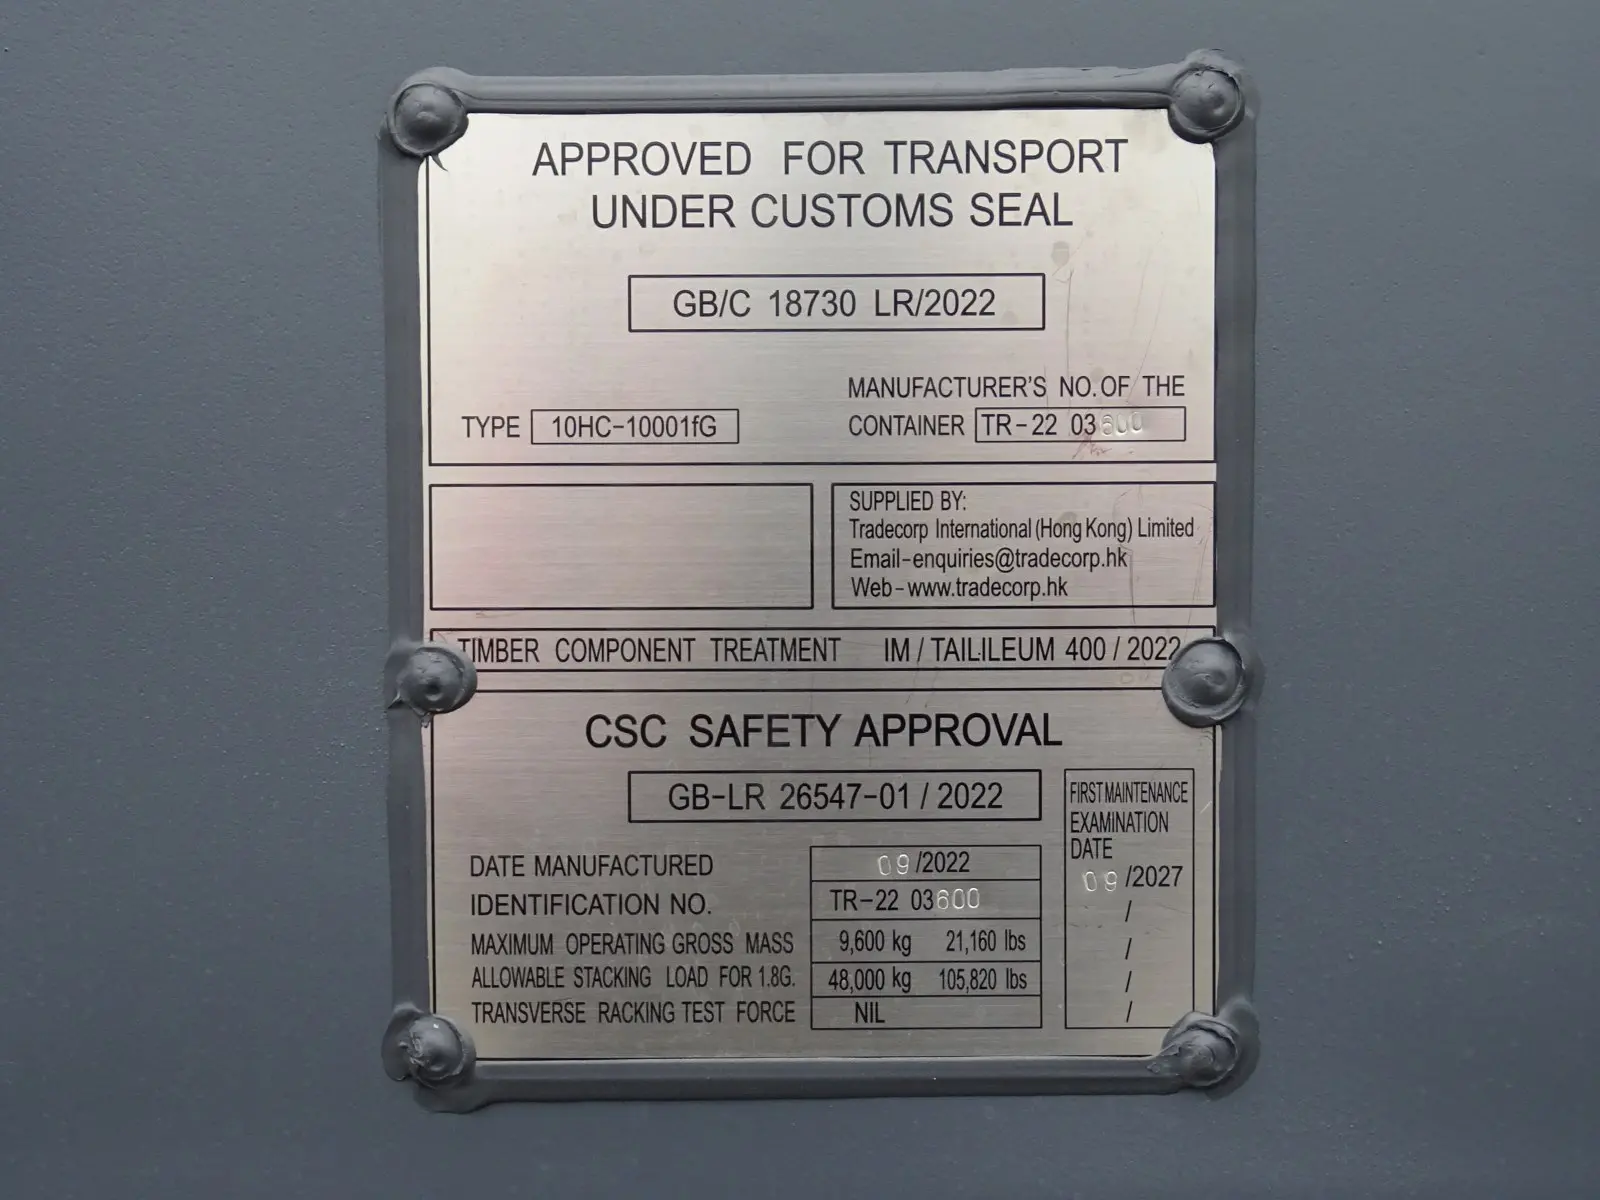 APPROVED FOR TRANSPORT
UNDER CUSTOMS SEAL
GB/C 18730 LR/2022
TYPE 10HC-10001fG
MANUFACTURER'S NO. OF THE
CONTAINER TR-22 03600
SUPPLIED BY:
Tradecorp International (Hong Kong) Limited
Email-enquiries@tradecorp.hk
Web-www.tradecorp.hk
TIMBER COMPONENT TREATMENT IM / TAILILEUM 400 / 2022
CSC SAFETY APPROVAL
GB-LR 26547-01 / 2022
DATE MANUFACTURED 09/2022
IDENTIFICATION NO. TR-22 03600
MAXIMUM OPERATING GROSS MASS 9,600 kg 21,160 lbs
ALLOWABLE STACKING LOAD FOR 1.8G. 48,000 kg 105,820 lbs
TRANSVERSE RACKING TEST FORCE NIL
FIRST MAINTENANCE
EXAMINATION
DATE
09/2027
/
/
/
/